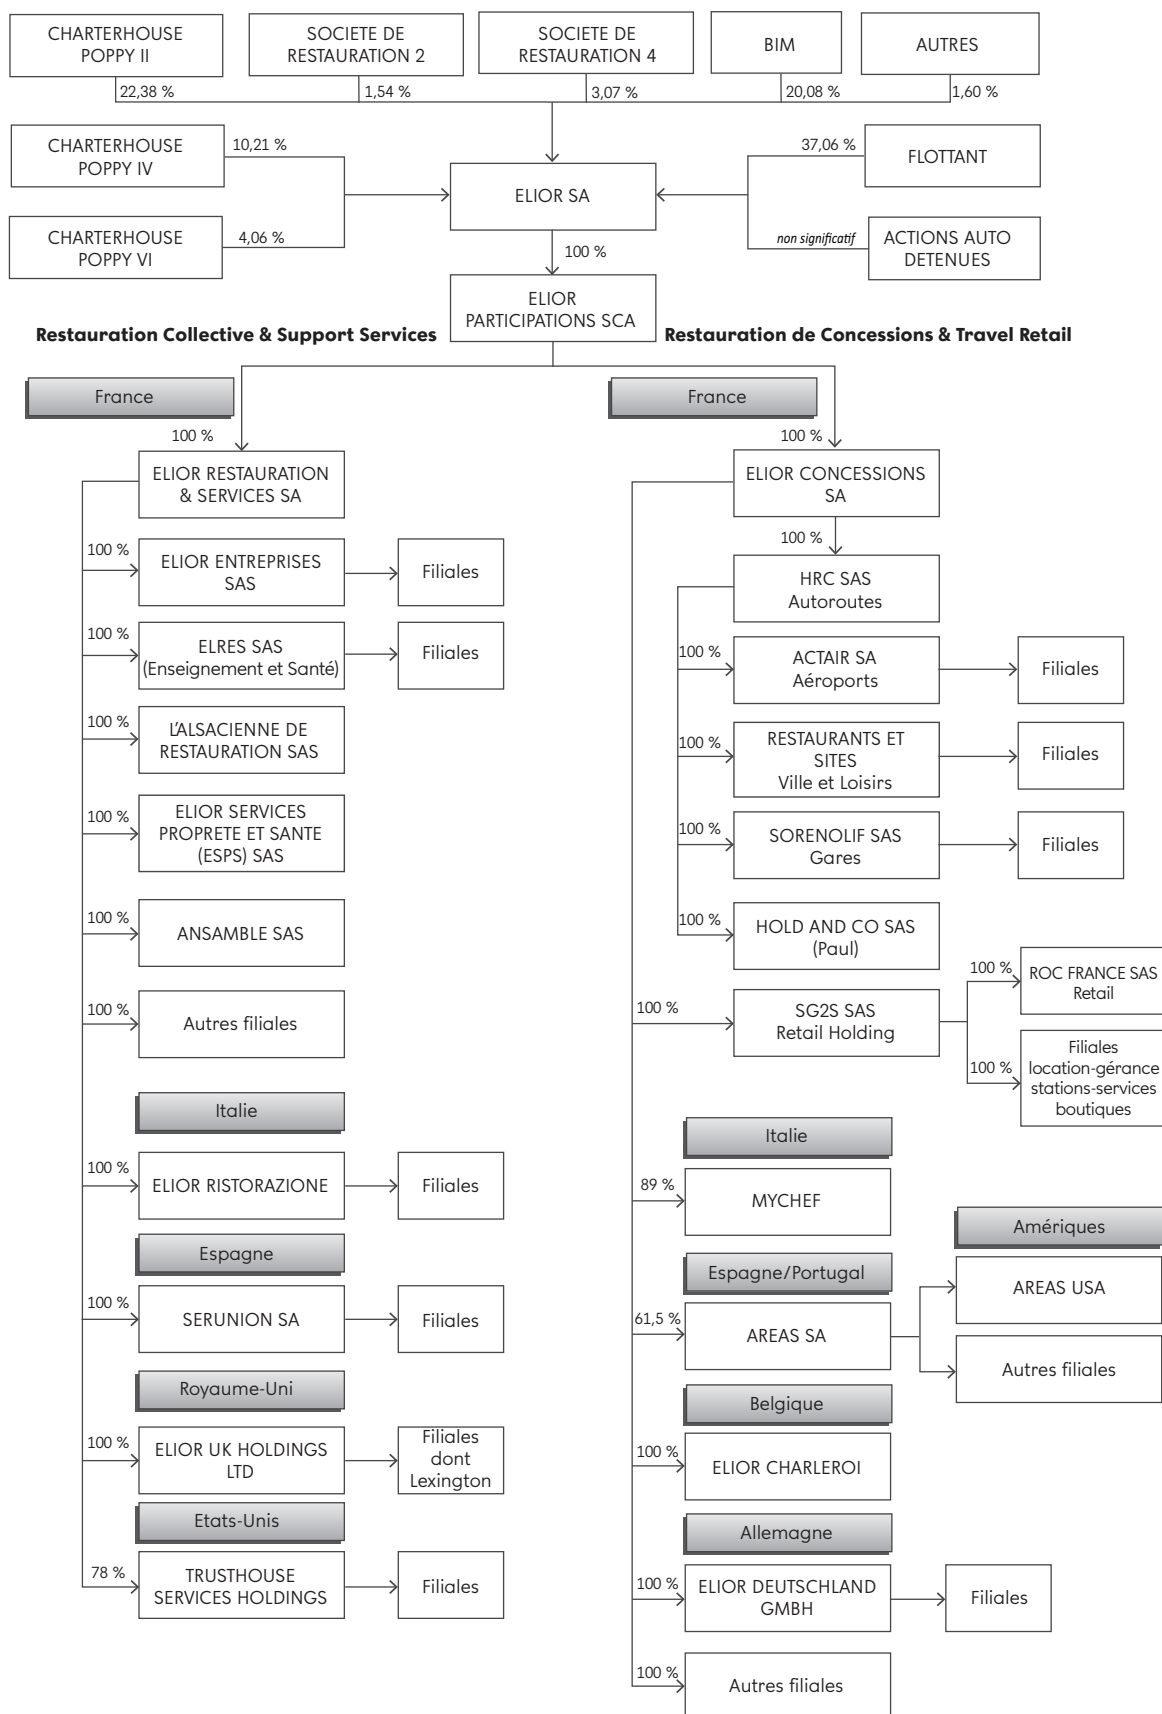 CHARTERHOUSE
POPPY II
SOCIETE DE
RESTAURATION 2
SOCIETE DE
RESTAURATION 4
BIM
AUTRES
22,38 %
1,54 %
3,07 %
20,08 %
1,60 %
CHARTERHOUSE
POPPY IV
10,21 %
37,06 %
FLOTTANT
ELIOR SA
CHARTERHOUSE
POPPY VI
4,06 %
non significatif
ACTIONS AUTO
DETENUES
100 %
ELIOR
PARTICIPATIONS SCA
Restauration Collective & Support Services
Restauration de Concessions & Travel Retail
France
100 %
ELIOR RESTAURATION
& SERVICES SA
100 %
ELIOR ENTREPRISES
SAS
Filiales
100 %
ELRES SAS
(Enseignement et Santé)
Filiales
100 %
L'ALSACIENNE DE
RESTAURATION SAS
100 %
ELIOR SERVICES
PROPRETE ET SANTE
(ESPS) SAS
100 %
ANSAMBLE SAS
100 %
Autres filiales
Italie
100 %
ELIOR RISTORAZIONE
Filiales
Espagne
100 %
SERUNION SA
Filiales
Royaume-Uni
100 %
ELIOR UK HOLDINGS
LTD
Filiales
dont
Lexington
Etats-Unis
78 %
TRUSTHOUSE
SERVICES HOLDINGS
Filiales
France
100 %
ELIOR CONCESSIONS
SA
100 %
HRC SAS
Autoroutes
100 %
ACTAIR SA
Aéroports
Filiales
100 %
RESTAURANTS ET
SITES
Ville et Loisirs
Filiales
100 %
SORENOLIF SAS
Gares
Filiales
100 %
HOLD AND CO SAS
(Paul)
100 %
SG2S SAS
Retail Holding
100 %
ROC FRANCE SAS
Retail
100 %
Filiales
location-gérance
stations-services
boutiques
Italie
89 %
MYCHEF
Espagne/Portugal
61,5 %
AREAS SA
Amériques
AREAS USA
Autres filiales
Belgique
100 %
ELIOR CHARLEROI
Allemagne
100 %
ELIOR DEUTSCHLAND
GMBH
Filiales
100 %
Autres filiales